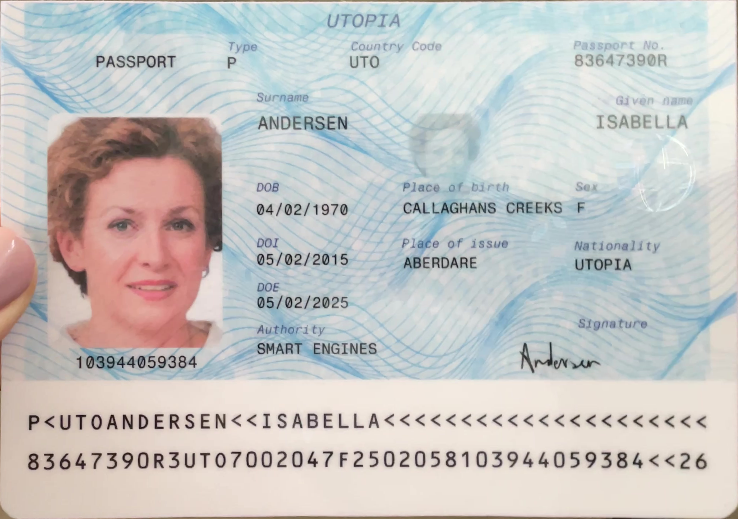 UTOPIA
PASSPORT
Type
P
Country Code
UTO
Passport No.
83647390R
Surname
ANDERSEN
Given name
ISABELLA
DOB
04/02/1970
Place of birth
CALLAGHANS CREEKS
Sex
F
DOI
05/02/2015
Place of issue
ABERDARE
Nationality
UTOPIA
DOE
05/02/2025
Authority
SMART ENGINES
Signature
Andersen
103944059384
P<UTOANDERSEN<<ISABELLA<<<<<<<<<<<<<<<<<<<<<
83647390R3UTO7002047F2502058103944059384<<26